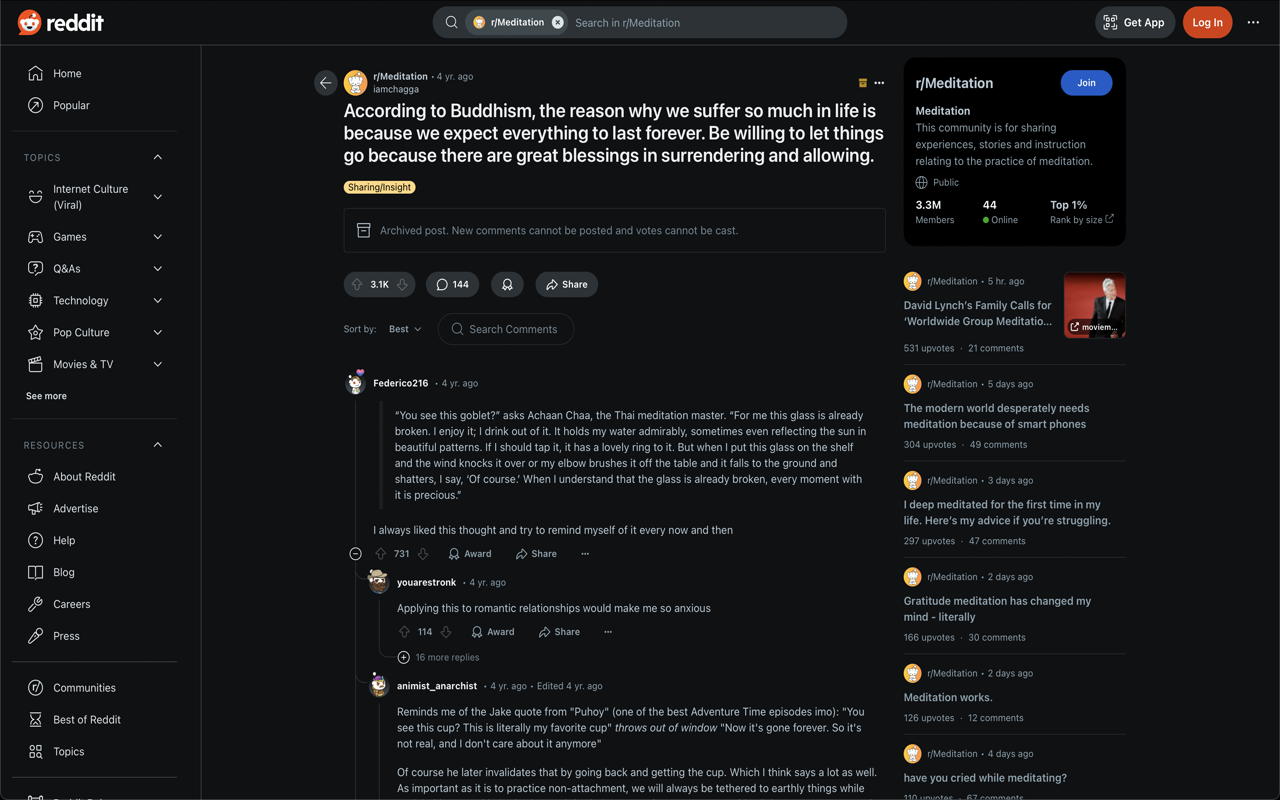 reddit
r/Meditation
Search in r/Meditation
Get App
Log In
Home
Popular
TOPICS
Internet Culture
(Viral)
Games
Q&As
Technology
Pop Culture
Movies & TV
See more
RESOURCES
About Reddit
Advertise
Help
Blog
Careers
Press
Communities
Best of Reddit
Topics
r/Meditation • 4 yr. ago
iamchagga
According to Buddhism, the reason why we suffer so much in life is
because we expect everything to last forever. Be willing to let things
go because there are great blessings in surrendering and allowing.
Sharing/Insight
Archived post. New comments cannot be posted and votes cannot be cast.
3.1K
144
Share
Sort by: Best
Search Comments
Federico216 • 4 yr. ago
“You see this goblet?” asks Achaan Chaa, the Thai meditation master. “For me this glass is already
broken. I enjoy it; I drink out of it. It holds my water admirably, sometimes even reflecting the sun in
beautiful patterns. If I should tap it, it has a lovely ring to it. But when I put this glass on the shelf
and the wind knocks it over or my elbow brushes it off the table and it falls to the ground and
shatters, I say, ‘Of course.’ When I understand that the glass is already broken, every moment with
it is precious.”
I always liked this thought and try to remind myself of it every now and then
731 Award Share
youarestronk • 4 yr. ago
Applying this to romantic relationships would make me so anxious
114 Award Share
16 more replies
animist_anarchist • 4 yr. ago • Edited 4 yr. ago
Reminds me of the Jake quote from "Puhoy" (one of the best Adventure Time episodes imo): "You
see this cup? This is literally my favorite cup" throws out of window "Now it's gone forever. So it's
not real, and I don't care about it anymore"
Of course he later invalidates that by going back and getting the cup. Which I think says a lot as well.
As important as it is to practice non-attachment, we will always be tethered to earthly things while
r/Meditation
Join
Meditation
This community is for sharing
experiences, stories and instruction
relating to the practice of meditation.
Public
3.3M 44 Top 1%
Members Online Rank by size
r/Meditation • 5 hr. ago
David Lynch’s Family Calls for
‘Worldwide Group Meditatio...
moviem...
531 upvotes · 21 comments
r/Meditation • 5 days ago
The modern world desperately needs
meditation because of smart phones
304 upvotes · 49 comments
r/Meditation • 3 days ago
I deep meditated for the first time in my
life. Here’s my advice if you’re struggling.
297 upvotes · 47 comments
r/Meditation • 2 days ago
Gratitude meditation has changed my
mind - literally
166 upvotes · 30 comments
r/Meditation • 2 days ago
Meditation works.
126 upvotes · 12 comments
r/Meditation • 4 days ago
have you cried while meditating?
110 upvotes · 67 comments